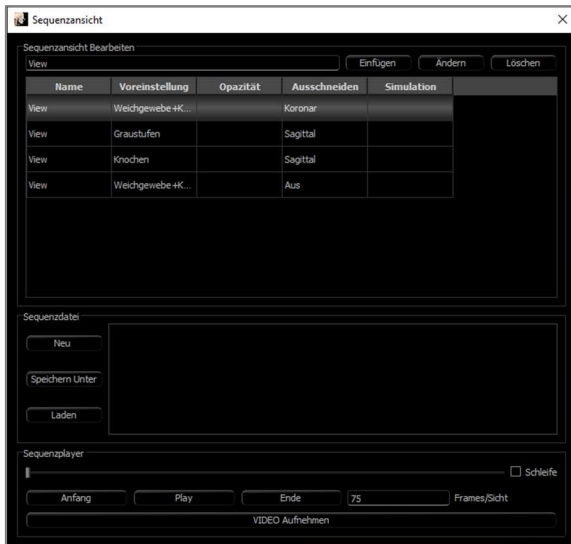 Sequenzansicht
Sequenzansicht Bearbeiten
View Einfügen Ändern Löschen
Name Voreinstellung Opazität Ausschneiden Simulation
View Weichgewebe+K... Koronar
View Graustufen Sagittal
View Knochen Sagittal
View Weichgewebe+K... Aus
Sequenzdatei
Neu
Speichern Unter
Laden
Sequenzplayer
Schleife
Anfang Play Ende 75 Frames/Sicht
VIDEO Aufnehmen